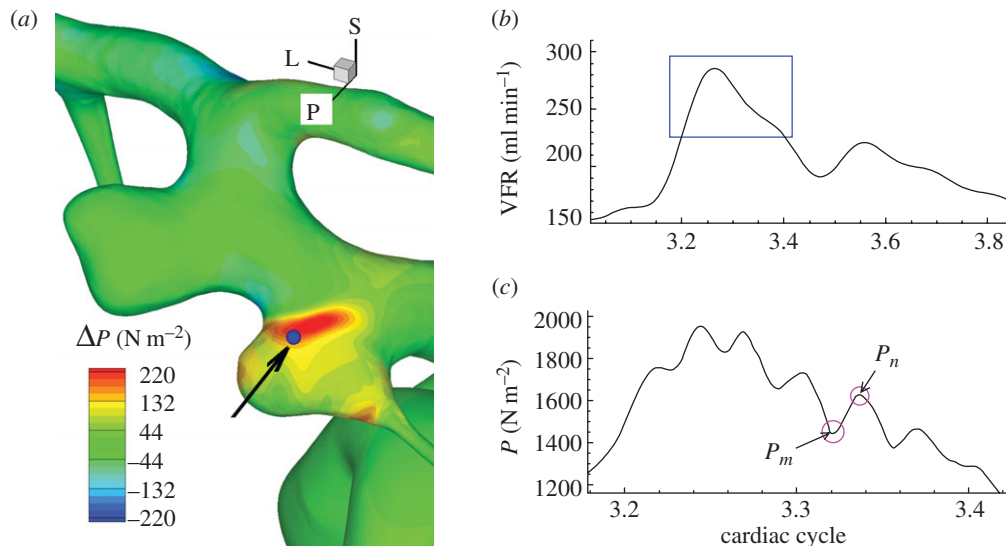 (a)
S
L
P
ΔP (N m⁻²)
220
132
44
−44
−132
−220
(b)
VFR (ml min⁻¹)
300
250
200
150
3.2 3.4 3.6 3.8
(c)
P (N m⁻²)
2000
1800
1600
1400
1200
Pₙ
Pₘ
3.2 3.3 3.4
cardiac cycle